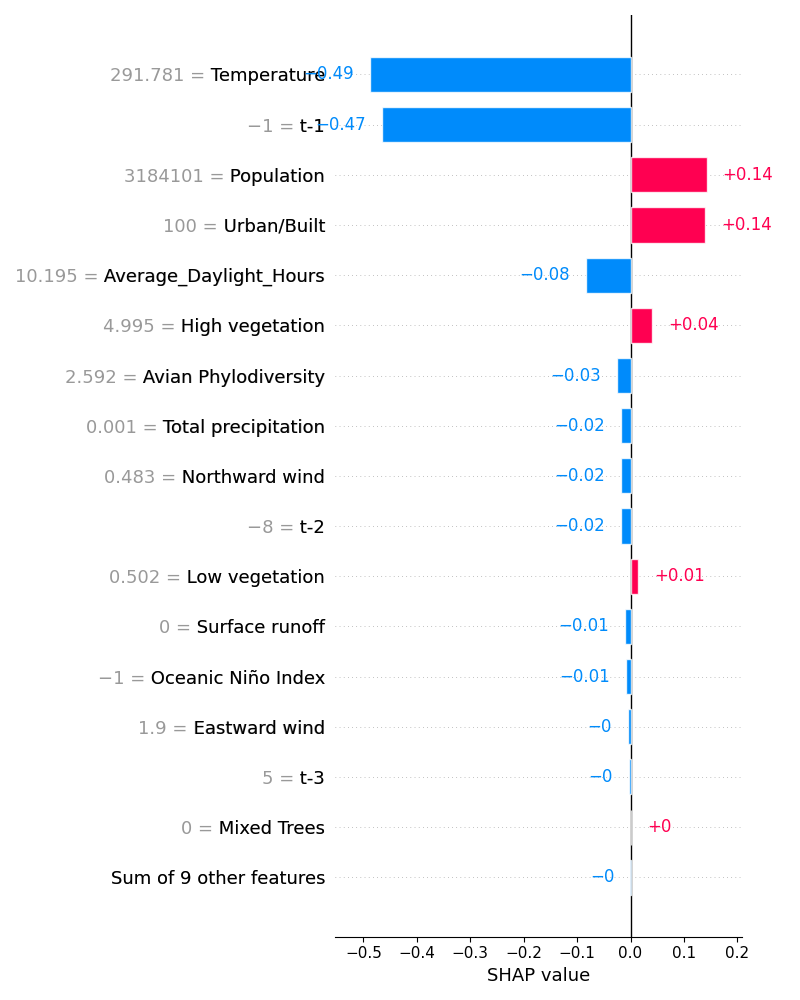 291.781 = Temperature −0.49
−1 = t-1 −0.47
3184101 = Population +0.14
100 = Urban/Built +0.14
10.195 = Average_Daylight_Hours −0.08
4.995 = High vegetation +0.04
2.592 = Avian Phylodiversity −0.03
0.001 = Total precipitation −0.02
0.483 = Northward wind −0.02
−8 = t-2 −0.02
0.502 = Low vegetation +0.01
0 = Surface runoff −0.01
−1 = Oceanic Niño Index −0.01
1.9 = Eastward wind −0
5 = t-3 −0
0 = Mixed Trees +0
Sum of 9 other features −0
−0.5 −0.4 −0.3 −0.2 −0.1 0.0 0.1 0.2
SHAP value